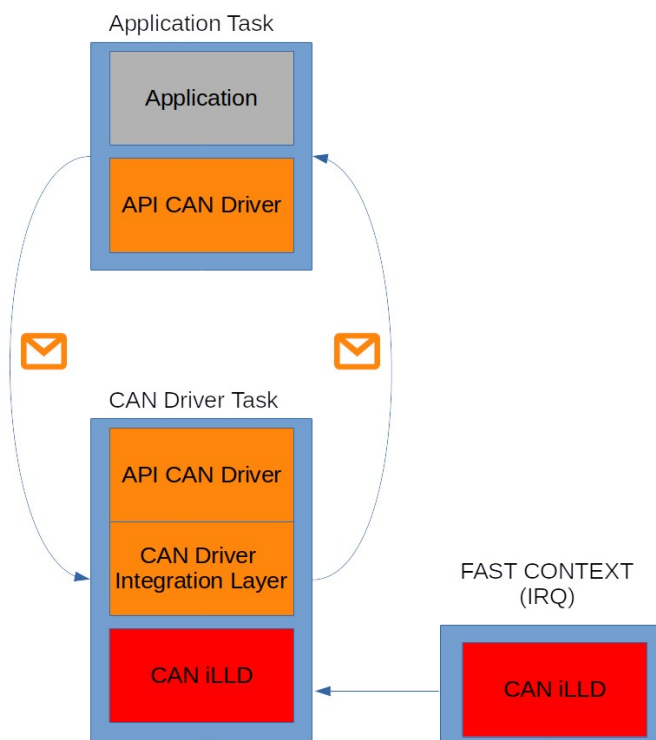 Application Task
Application
API CAN Driver
CAN Driver Task
API CAN Driver
CAN Driver
Integration Layer
CAN iLLD
FAST CONTEXT
(IRQ)
CAN iLLD